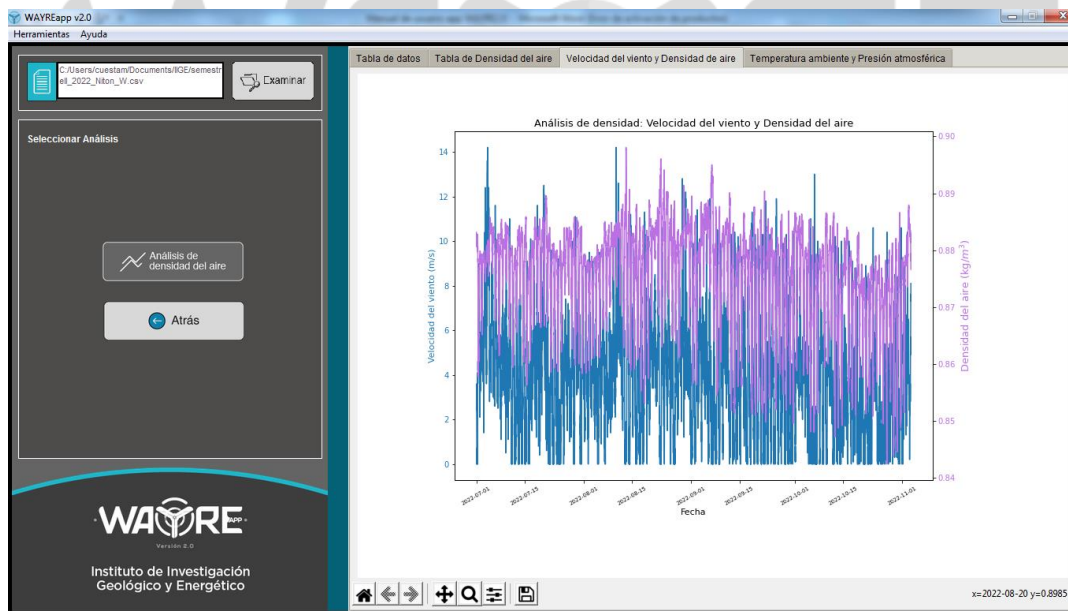 WAYREapp v2.0
Herramientas Ayuda
C:/Users/cuestam/Documents/IIGE/semestr
eII_2022_Niton_W.csv
Examinar
Seleccionar Análisis
Análisis de
densidad del aire
Atrás
WAYRE APP
Versión 2.0
Instituto de Investigación
Geológico y Energético
Tabla de datos Tabla de Densidad del aire Velocidad del viento y Densidad de aire Temperatura ambiente y Presión atmosférica
Análisis de densidad: Velocidad del viento y Densidad del aire
Velocidad del viento (m/s)
14
12
10
8
6
4
2
0
0.90
0.89
0.88
0.87
0.86
0.85
0.84
Densidad del aire (kg/m³)
2022-07-01 2022-07-15 2022-08-01 2022-08-15 2022-09-01 2022-09-15 2022-10-01 2022-10-15 2022-11-01
Fecha
x=2022-08-20 y=0.8985